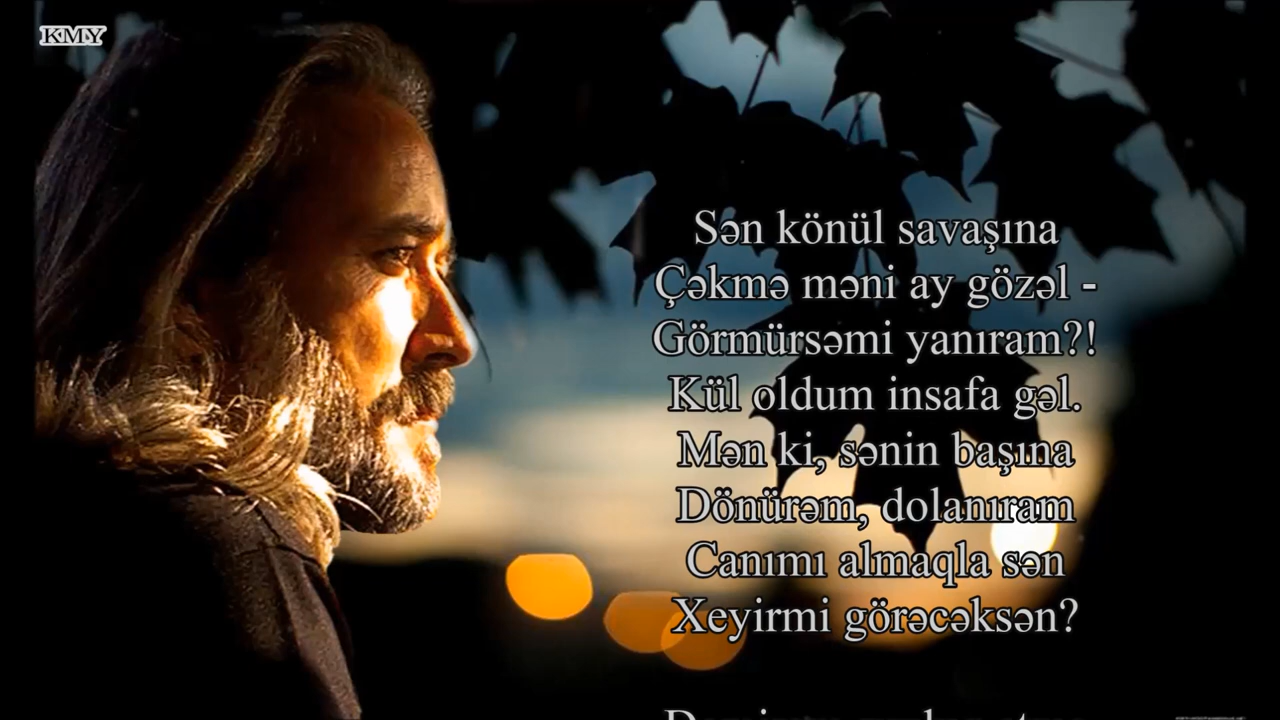 KMY
Sən könül savaşına
Çəkmə məni ay gözəl -
Görmürsəmi yanıram?!
Kül oldum insafa gəl.
Mən ki, sənin başına
Dönürəm, dolanıram
Canımı almaqla sən
Xeyirmi görəcəksən?